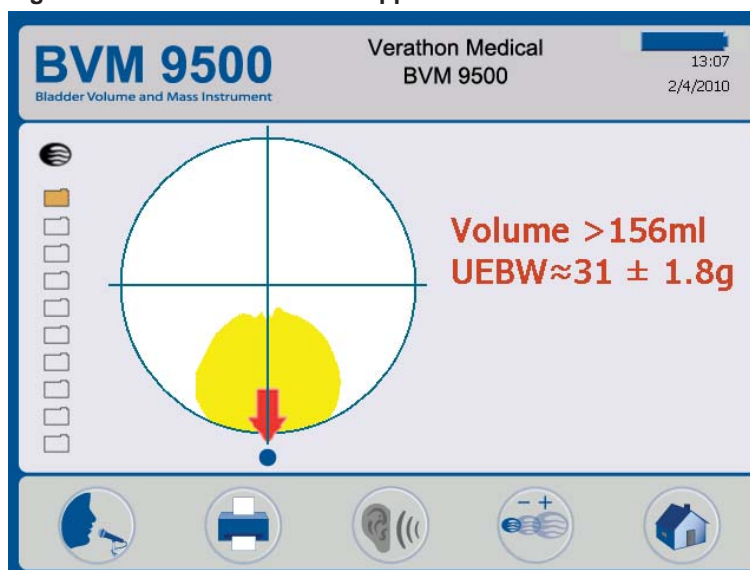 BVM 9500
Bladder Volume and Mass Instrument
Verathon Medical
BVM 9500
13:07
2/4/2010
Volume >156ml
UEBW≈31 ± 1.8g
- +